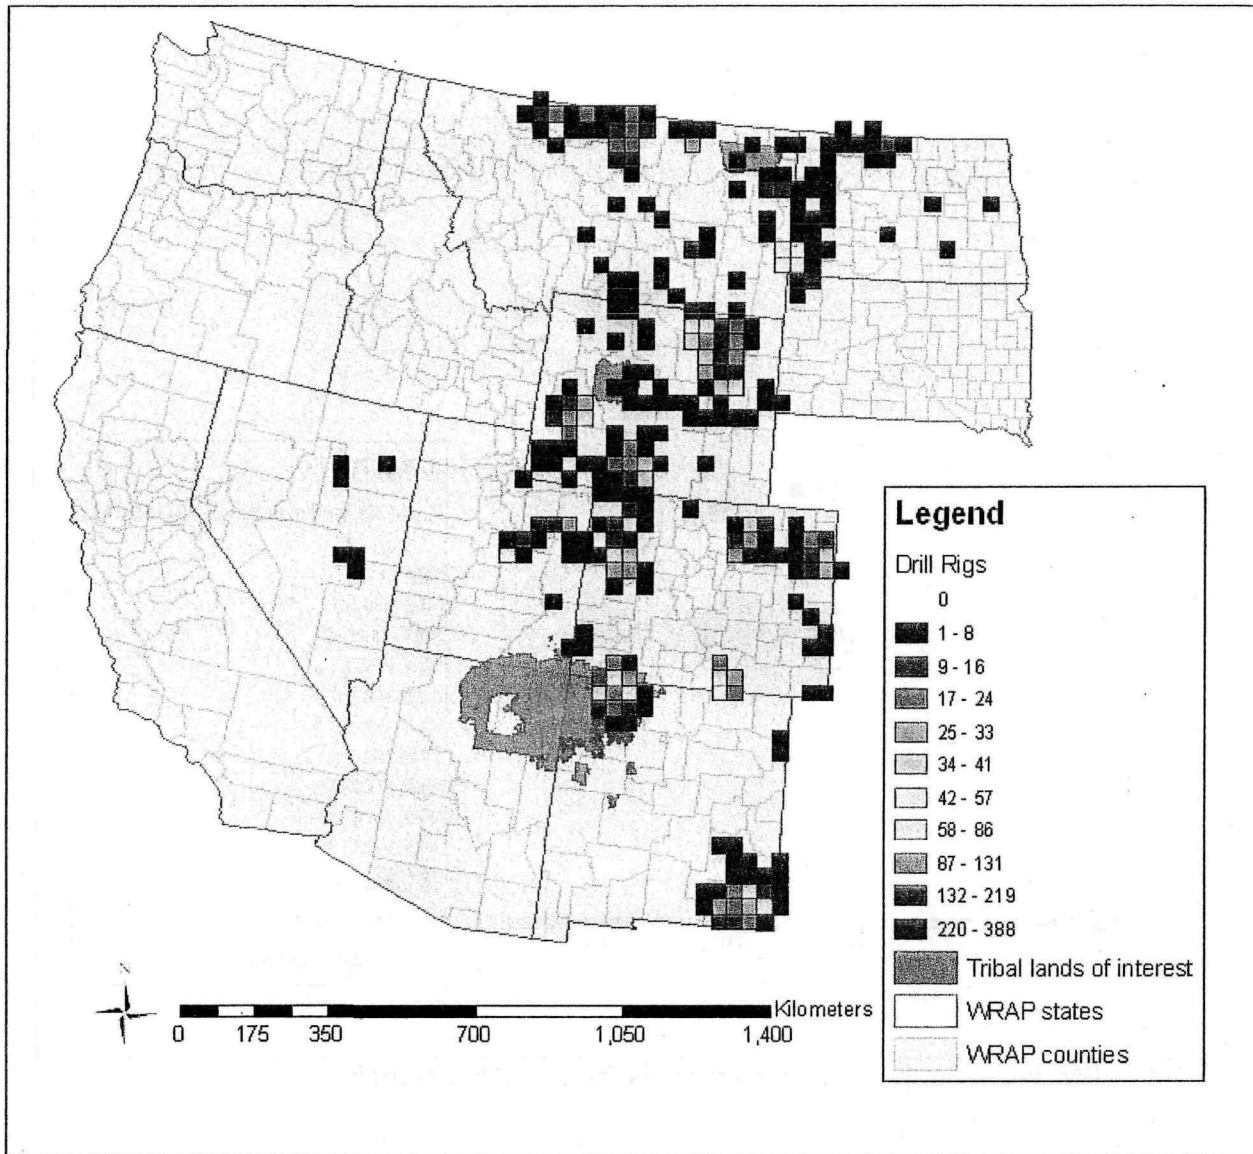 Legend
Drill Rigs
0
1 - 8
9 - 16
17 - 24
25 - 33
34 - 41
42 - 57
58 - 86
87 - 131
132 - 219
220 - 388
Tribal lands of interest
WRAP states
WRAP counties
N
Kilometers
0 175 350 700 1,050 1,400